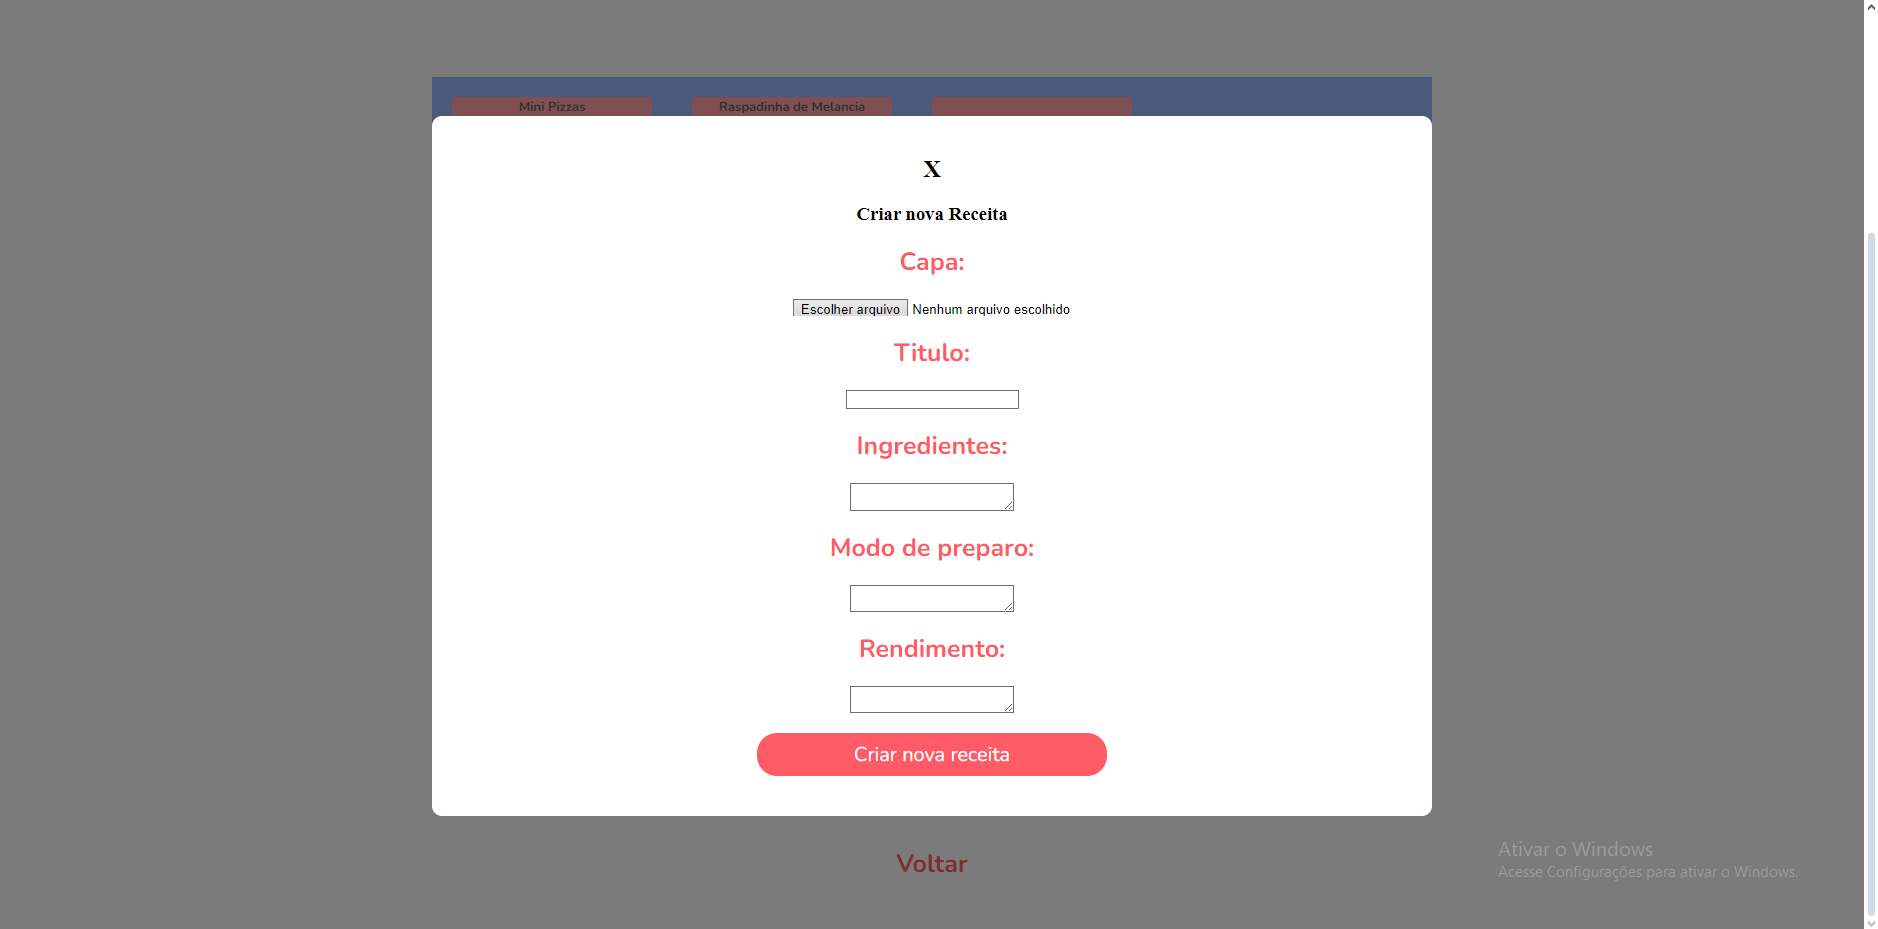 Mini Pizzas
Raspadinha de Melancia
X
Criar nova Receita
Capa:
Escolher arquivo Nenhum arquivo escolhido
Titulo:
Ingredientes:
Modo de preparo:
Rendimento:
Criar nova receita
Voltar
Ativar o Windows
Acesse Configurações para ativar o Windows.